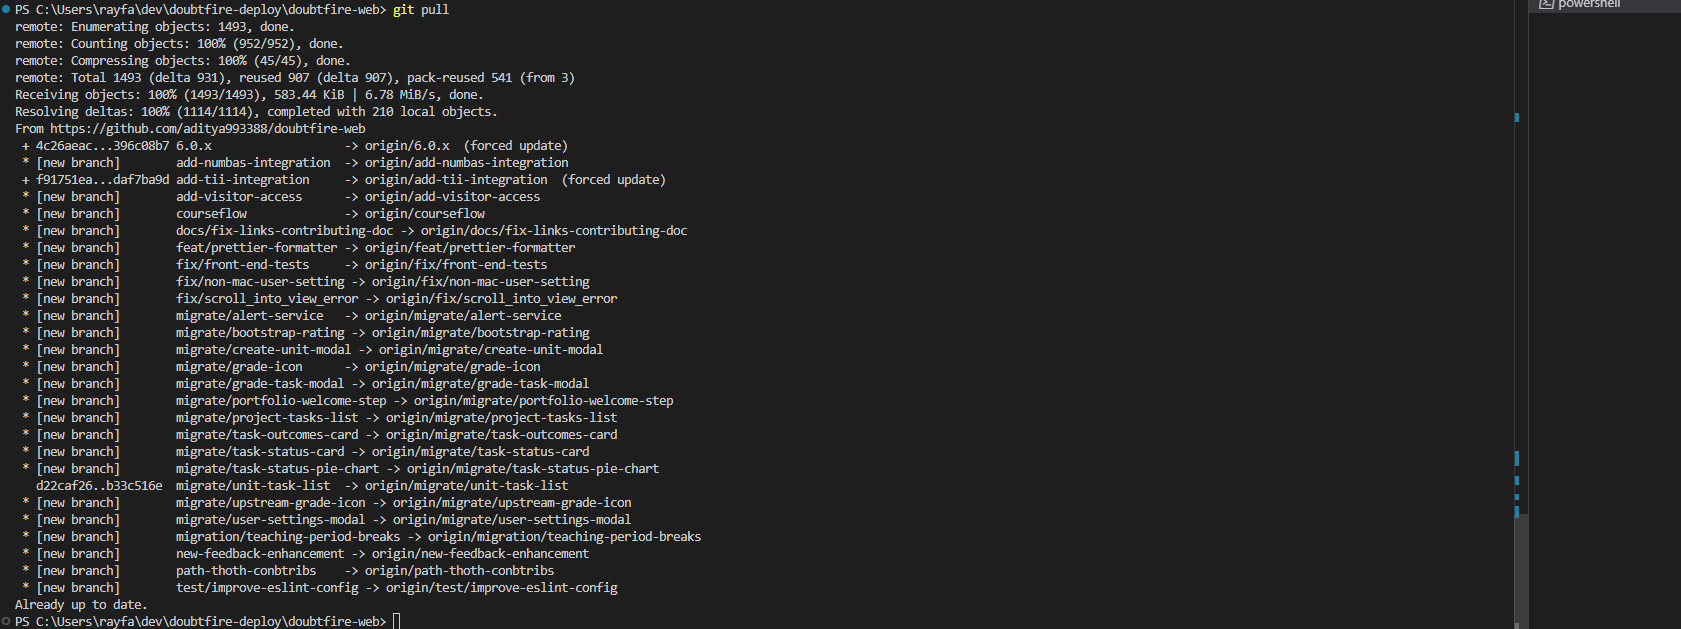 PS C:\Users\rayfa\dev\doubtfire-deploy\doubtfire-web> git pull
remote: Enumerating objects: 1493, done.
remote: Counting objects: 100% (952/952), done.
remote: Compressing objects: 100% (45/45), done.
remote: Total 1493 (delta 931), reused 907 (delta 907), pack-reused 541 (from 3)
Receiving objects: 100% (1493/1493), 583.44 KiB | 6.78 MiB/s, done.
Resolving deltas: 100% (1114/1114), completed with 210 local objects.
From https://github.com/aditya993388/doubtfire-web
 + 4c26aeac...396c08b7 6.0.x                   -> origin/6.0.x  (forced update)
 * [new branch]        add-numbas-integration  -> origin/add-numbas-integration
 + f91751ea...daf7ba9d add-tii-integration     -> origin/add-tii-integration  (forced update)
 * [new branch]        add-visitor-access      -> origin/add-visitor-access
 * [new branch]        courseflow              -> origin/courseflow
 * [new branch]        docs/fix-links-contributing-doc -> origin/docs/fix-links-contributing-doc
 * [new branch]        feat/prettier-formatter -> origin/feat/prettier-formatter
 * [new branch]        fix/front-end-tests     -> origin/fix/front-end-tests
 * [new branch]        fix/non-mac-user-setting -> origin/fix/non-mac-user-setting
 * [new branch]        fix/scroll_into_view_error -> origin/fix/scroll_into_view_error
 * [new branch]        migrate/alert-service   -> origin/migrate/alert-service
 * [new branch]        migrate/bootstrap-rating -> origin/migrate/bootstrap-rating
 * [new branch]        migrate/create-unit-modal -> origin/migrate/create-unit-modal
 * [new branch]        migrate/grade-icon      -> origin/migrate/grade-icon
 * [new branch]        migrate/grade-task-modal -> origin/migrate/grade-task-modal
 * [new branch]        migrate/portfolio-welcome-step -> origin/migrate/portfolio-welcome-step
 * [new branch]        migrate/project-tasks-list -> origin/migrate/project-tasks-list
 * [new branch]        migrate/task-outcomes-card -> origin/migrate/task-outcomes-card
 * [new branch]        migrate/task-status-card -> origin/migrate/task-status-card
 * [new branch]        migrate/task-status-pie-chart -> origin/migrate/task-status-pie-chart
   d22caf26..b33c516e  migrate/unit-task-list  -> origin/migrate/unit-task-list
 * [new branch]        migrate/upstream-grade-icon -> origin/migrate/upstream-grade-icon
 * [new branch]        migrate/user-settings-modal -> origin/migrate/user-settings-modal
 * [new branch]        migration/teaching-period-breaks -> origin/migration/teaching-period-breaks
 * [new branch]        new-feedback-enhancement -> origin/new-feedback-enhancement
 * [new branch]        path-thoth-conbtribs    -> origin/path-thoth-conbtribs
 * [new branch]        test/improve-eslint-config -> origin/test/improve-eslint-config
Already up to date.
PS C:\Users\rayfa\dev\doubtfire-deploy\doubtfire-web>
powershell